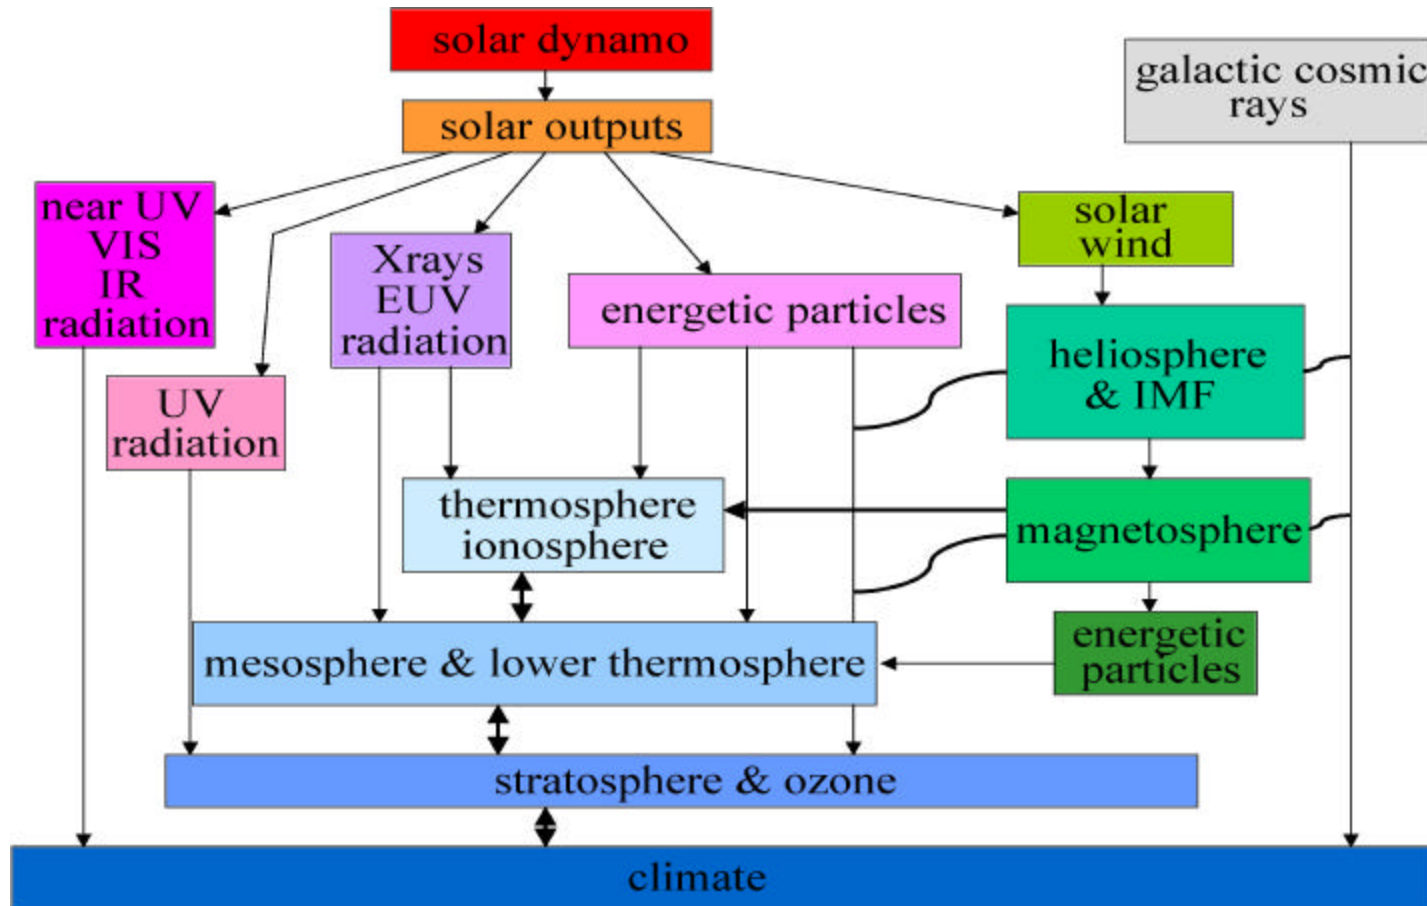 solar dynamo
galactic cosmic
rays
solar outputs
near UV
VIS
IR
radiation
solar
wind
Xrays
EUV
radiation
energetic particles
heliosphere
& IMF
UV
radiation
thermosphere
ionosphere
magnetosphere
energetic
particles
mesosphere & lower thermosphere
stratosphere & ozone
climate